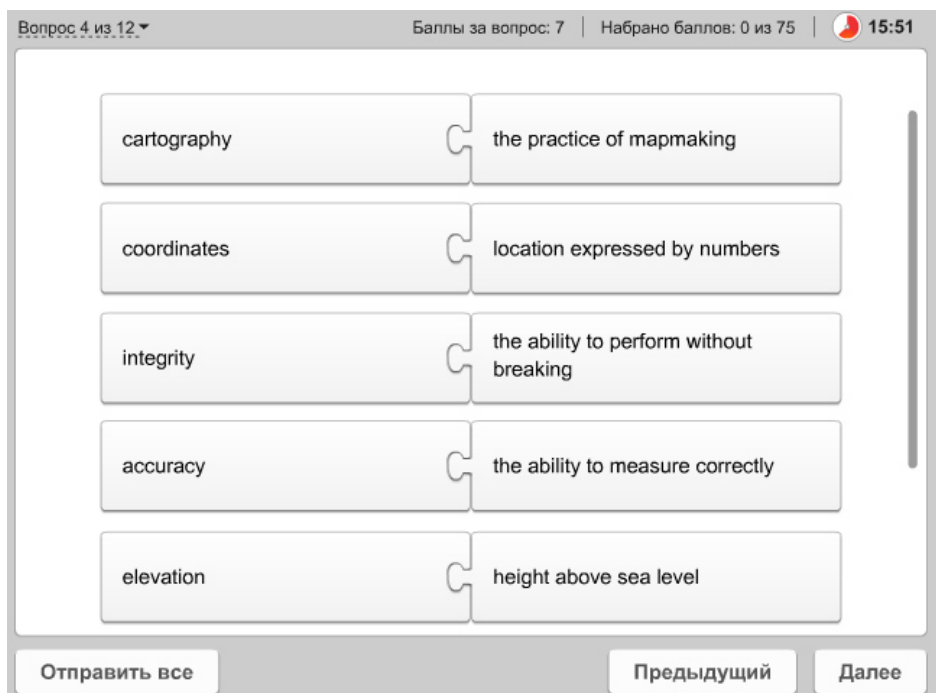 Вопрос 4 из 12
Баллы за вопрос: 7 | Набрано баллов: 0 из 75 | 15:51
cartography
the practice of mapmaking
coordinates
location expressed by numbers
integrity
the ability to perform without
breaking
accuracy
the ability to measure correctly
elevation
height above sea level
Отправить все
Предыдущий
Далее